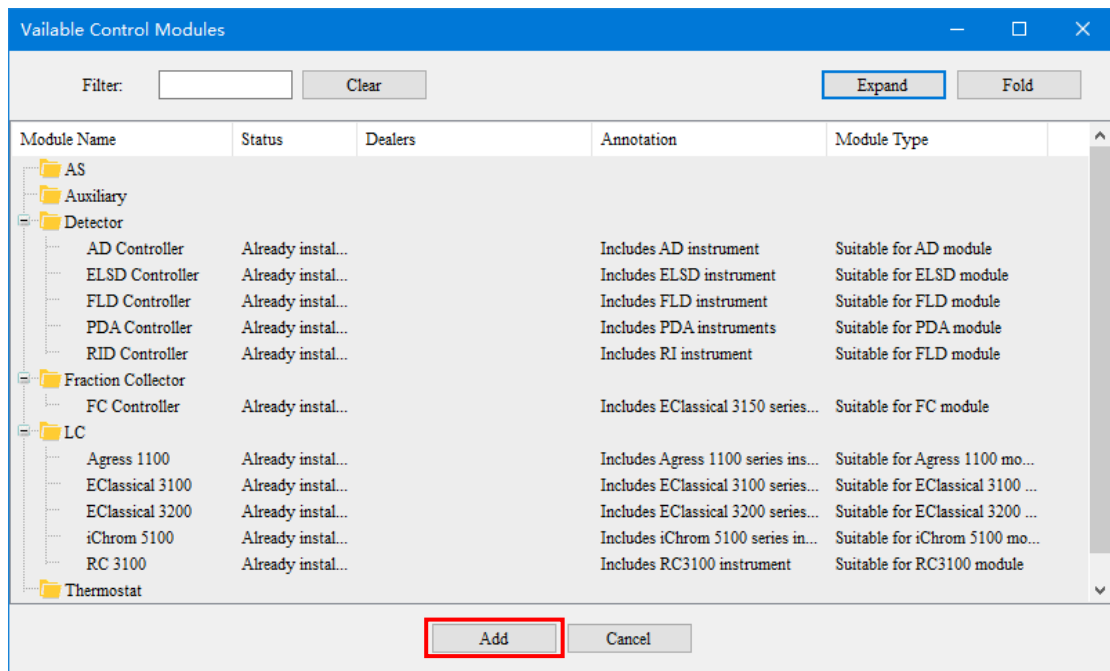 Vailable Control Modules
Filter: Clear Expand Fold
Module Name Status Dealers Annotation Module Type
AS
Auxiliary
Detector
AD Controller Already instal... Includes AD instrument Suitable for AD module
ELSD Controller Already instal... Includes ELSD instrument Suitable for ELSD module
FLD Controller Already instal... Includes FLD instrument Suitable for FLD module
PDA Controller Already instal... Includes PDA instruments Suitable for PDA module
RID Controller Already instal... Includes RI instrument Suitable for FLD module
Fraction Collector
FC Controller Already instal... Includes EClassical 3150 series... Suitable for FC module
LC
Agress 1100 Already instal... Includes Agress 1100 series ins... Suitable for Agress 1100 mo...
EClassical 3100 Already instal... Includes EClassical 3100 series... Suitable for EClassical 3100 ...
EClassical 3200 Already instal... Includes EClassical 3200 series... Suitable for EClassical 3200 ...
iChrom 5100 Already instal... Includes iChrom 5100 series in... Suitable for iChrom 5100 mo...
RC 3100 Already instal... Includes RC3100 instrument Suitable for RC3100 module
Thermostat
Add Cancel